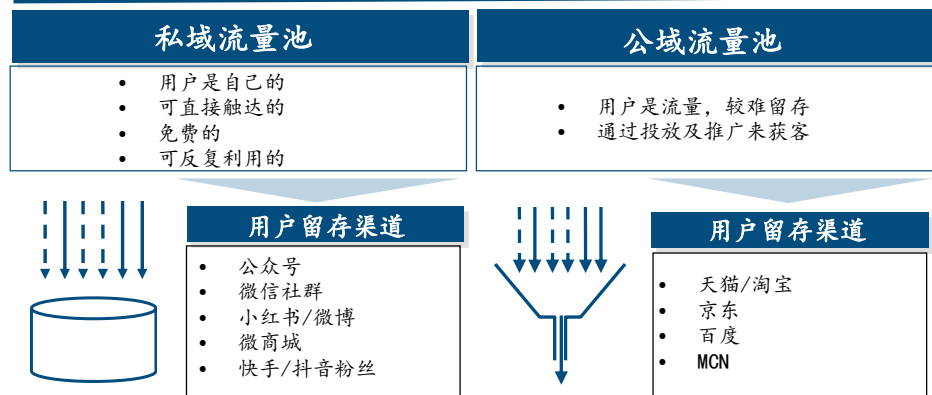 私域流量池
• 用户是自己的
• 可直接触达的
• 免费的
• 可反复利用的
用户留存渠道
• 公众号
• 微信社群
• 小红书/微博
• 微商城
• 快手/抖音粉丝
公域流量池
• 用户是流量，较难留存
• 通过投放及推广来获客
用户留存渠道
• 天猫/淘宝
• 京东
• 百度
• MCN